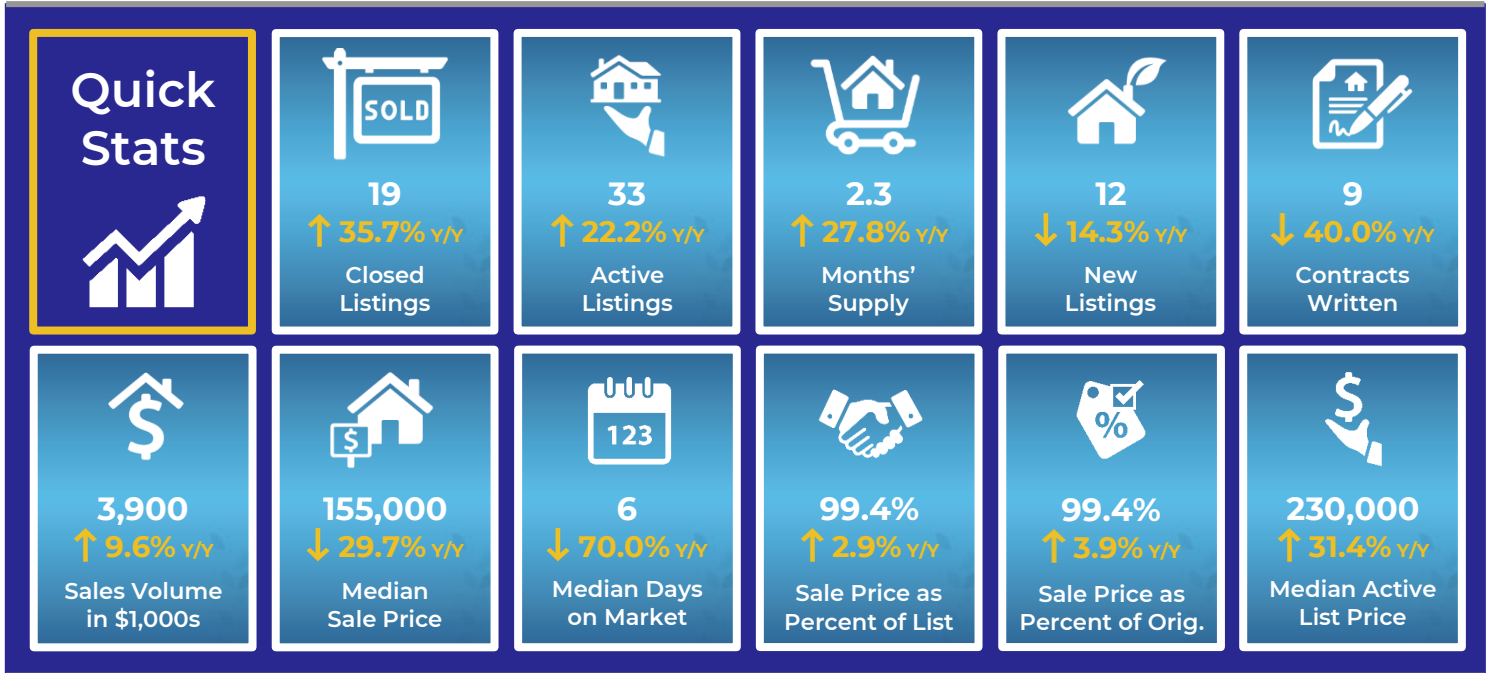 Quick
Stats
SOLD
19
↑ 35.7% Y/Y
Closed
Listings
33
↑ 22.2% Y/Y
Active
Listings
2.3
↑ 27.8% Y/Y
Months’
Supply
12
↓ 14.3% Y/Y
New
Listings
9
↓ 40.0% Y/Y
Contracts
Written
$
3,900
↑ 9.6% Y/Y
Sales Volume
in $1,000s
$
155,000
↓ 29.7% Y/Y
Median
Sale Price
123
6
↓ 70.0% Y/Y
Median Days
on Market
99.4%
↑ 2.9% Y/Y
Sale Price as
Percent of List
%
99.4%
↑ 3.9% Y/Y
Sale Price as
Percent of Orig.
$
230,000
↑ 31.4% Y/Y
Median Active
List Price